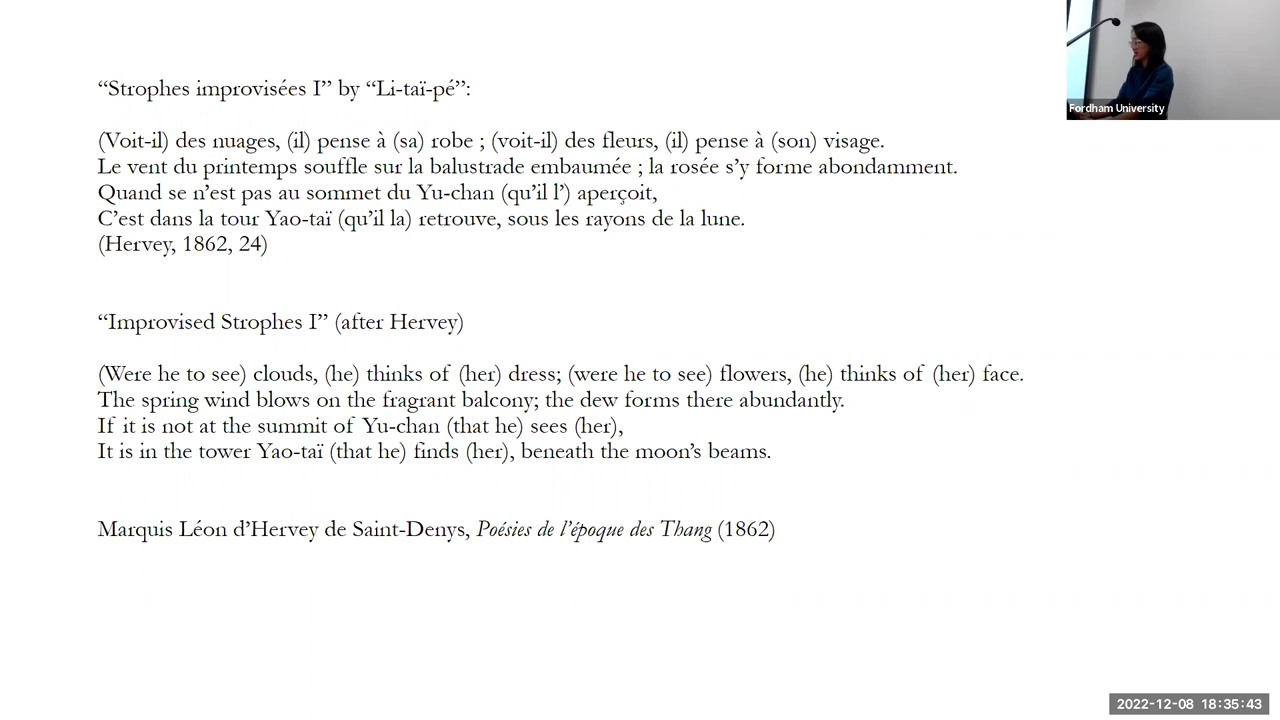 “Strophes improvisées I” by “Li-taï-pé”:
(Voit-il) des nuages, (il) pense à (sa) robe ; (voit-il) des fleurs, (il) pense à (son) visage.
Le vent du printemps souffle sur la balustrade embaumée ; la rosée s’y forme abondamment.
Quand se n’est pas au sommet du Yu-chan (qu’il l’) aperçoit,
C’est dans la tour Yao-taï (qu’il la) retrouve, sous les rayons de la lune.
(Hervey, 1862, 24)
“Improvised Strophes I” (after Hervey)
(Were he to see) clouds, (he) thinks of (her) dress; (were he to see) flowers, (he) thinks of (her) face.
The spring wind blows on the fragrant balcony; the dew forms there abundantly.
If it is not at the summit of Yu-chan (that he) sees (her),
It is in the tower Yao-taï (that he) finds (her), beneath the moon’s beams.
Marquis Léon d’Hervey de Saint-Denys, Poésies de l’époque des Thang (1862)
Fordham University
2022-12-08 18:35:43